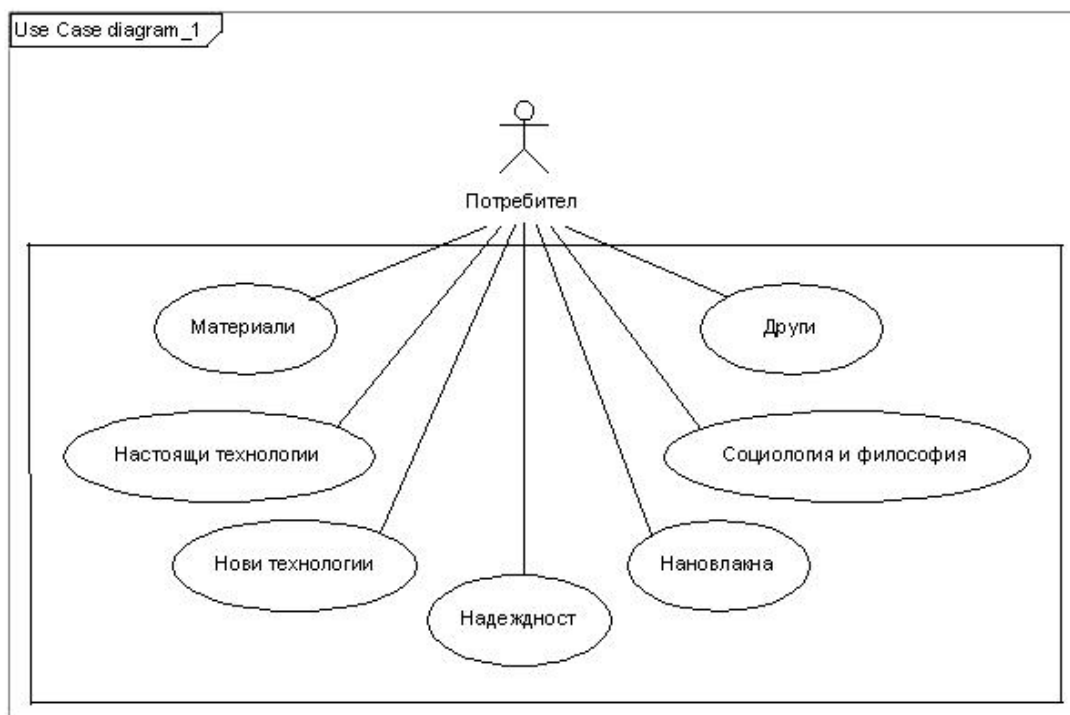 Use Case diagram_1
Потребител
Материали
Други
Настоящи технологии
Социология и философия
Нови технологии
Нановлакна
Надеждност